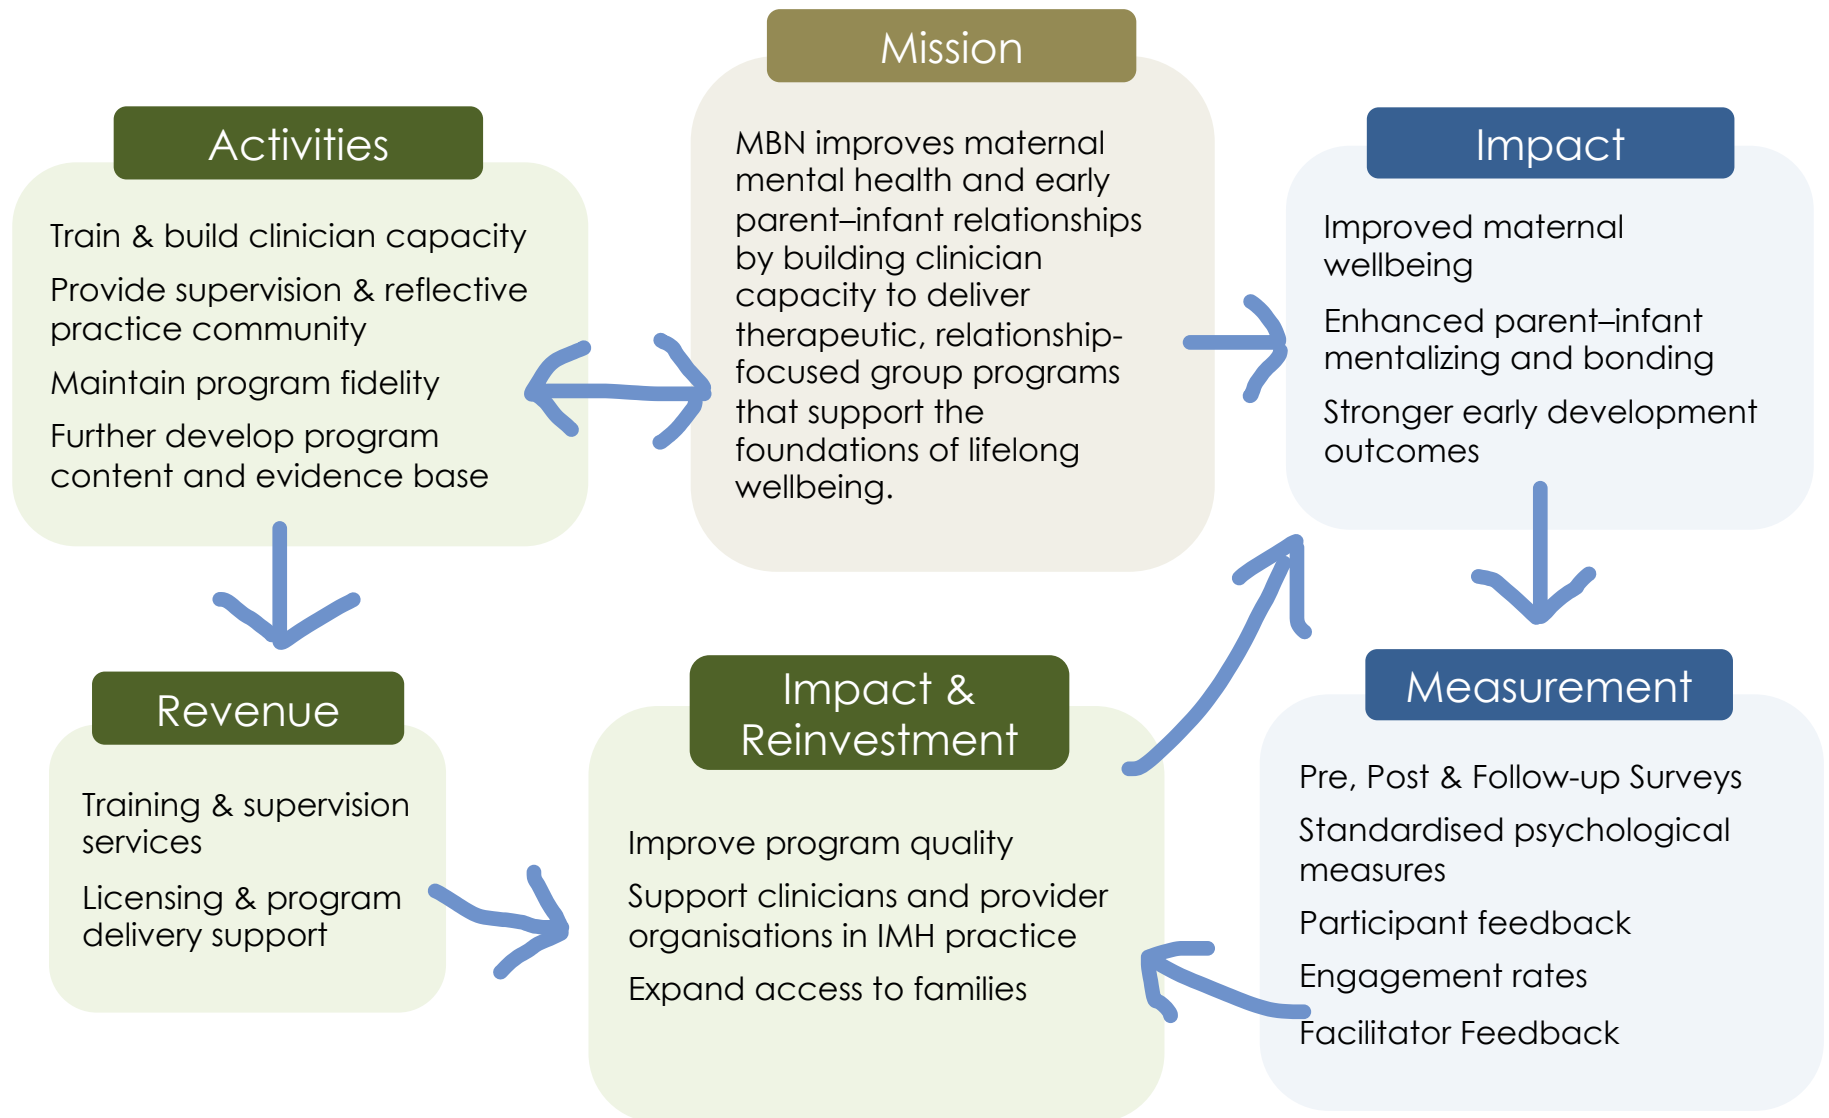 Mission
MBN improves maternal
mental health and early
parent–infant relationships
by building clinician
capacity to deliver
therapeutic, relationship-
focused group programs
that support the
foundations of lifelong
wellbeing.
Activities
Train & build clinician capacity
Provide supervision & reflective
practice community
Maintain program fidelity
Further develop program
content and evidence base
Impact
Improved maternal
wellbeing
Enhanced parent–infant
mentalizing and bonding
Stronger early development
outcomes
Revenue
Training & supervision
services
Licensing & program
delivery support
Impact &
Reinvestment
Improve program quality
Support clinicians and provider
organisations in IMH practice
Expand access to families
Measurement
Pre, Post & Follow-up Surveys
Standardised psychological
measures
Participant feedback
Engagement rates
Facilitator Feedback